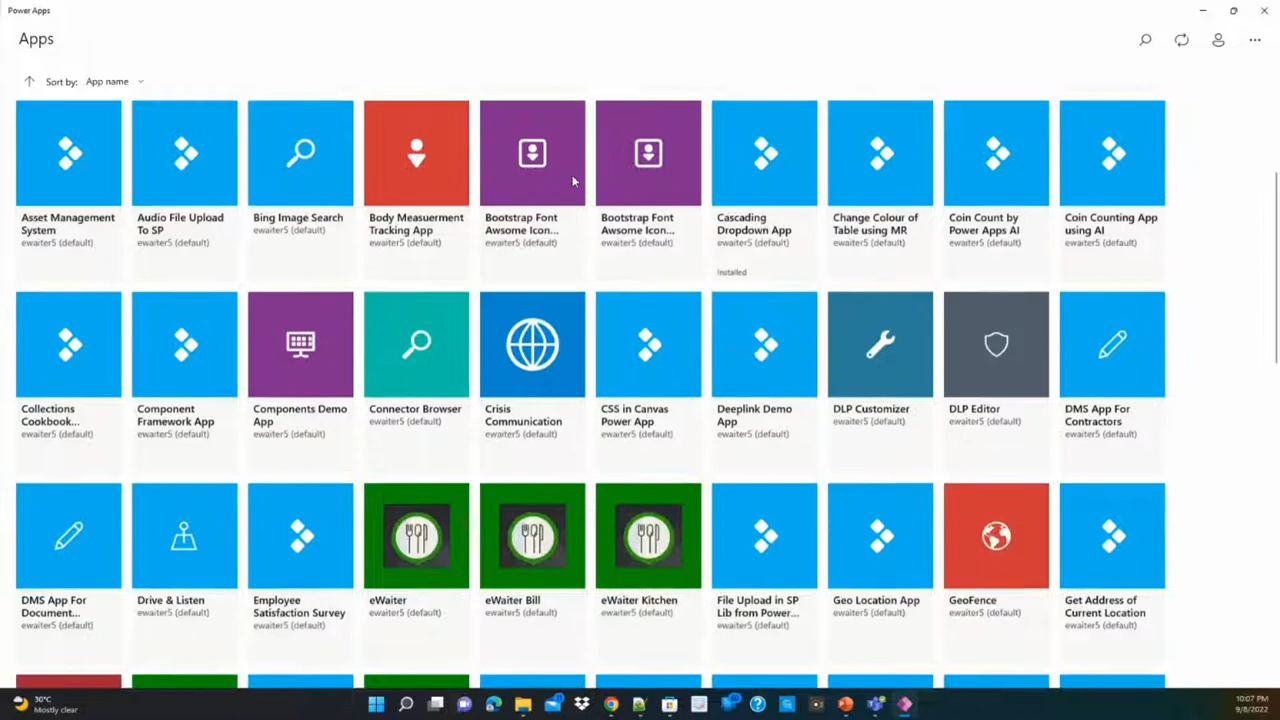 Power Apps
Apps
Sort by: App name
Asset Management
System
ewaiter5 (default)
Audio File Upload
To SP
ewaiter5 (default)
Bing Image Search
ewaiter5 (default)
Body Measuerment
Tracking App
ewaiter5 (default)
Bootstrap Font
Awsome Icon...
ewaiter5 (default)
Bootstrap Font
Awsome Icon...
ewaiter5 (default)
Cascading
Dropdown App
ewaiter5 (default)
Installed
Change Colour of
Table using MR
ewaiter5 (default)
Coin Count by
Power Apps AI
ewaiter5 (default)
Coin Counting App
using AI
ewaiter5 (default)
Collections
Cookbook...
ewaiter5 (default)
Component
Framework App
ewaiter5 (default)
Components Demo
App
ewaiter5 (default)
Connector Browser
ewaiter5 (default)
Crisis
Communication
ewaiter5 (default)
CSS in Canvas
Power App
ewaiter5 (default)
Deeplink Demo
App
ewaiter5 (default)
DLP Customizer
ewaiter5 (default)
DLP Editor
ewaiter5 (default)
DMS App For
Contractors
ewaiter5 (default)
DMS App For
Document...
ewaiter5 (default)
Drive & Listen
ewaiter5 (default)
Employee
Satisfaction Survey
ewaiter5 (default)
eWaiter
ewaiter5 (default)
eWaiter Bill
ewaiter5 (default)
eWaiter Kitchen
ewaiter5 (default)
File Upload in SP
Lib from Power...
ewaiter5 (default)
Geo Location App
ewaiter5 (default)
GeoFence
ewaiter5 (default)
Get Address of
Current Location
ewaiter5 (default)
30°C
Mostly clear
10:07 PM
9/8/2022